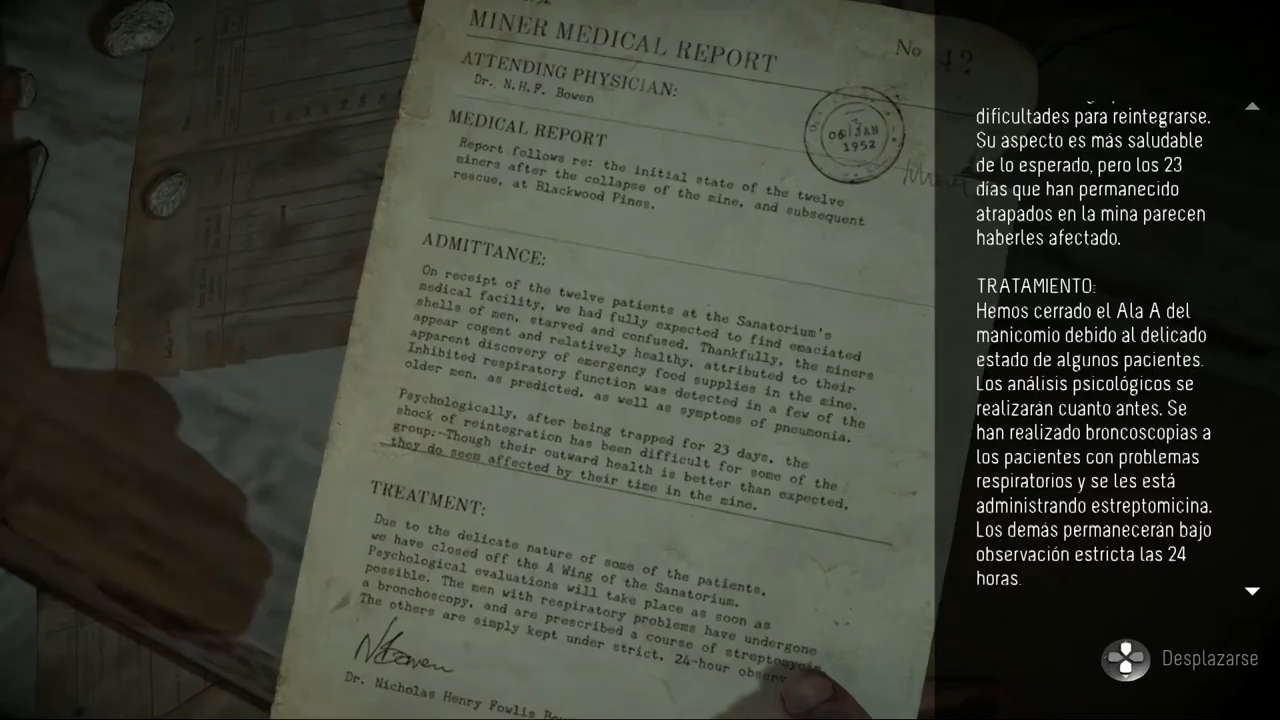 MINER MEDICAL REPORT
No 42
ATTENDING PHYSICIAN:
Dr. N.H.F. Bowen
MEDICAL REPORT
Report follows re: the initial state of the twelve
miners after the collapse of the mine, and subsequent
rescue, at Blackwood Pines.
JAN
1952
ADMITTANCE:
On receipt of the twelve patients at the Sanatorium's
medical facility, we had fully expected to find emaciated
shells of men, starved and confused. Thankfully, the miners
appear cogent and relatively healthy, attributed to their
apparent discovery of emergency food supplies in the mine.
Inhibited respiratory function was detected in a few of the
older men, as predicted, as well as symptoms of pneumonia.
Psychologically, after being trapped for 23 days, the
shock of reintegration has been difficult for some of the
group:-Though their outward health is better than expected,
they do seem affected by their time in the mine.
TREATMENT:
Due to the delicate nature of some of the patients,
we have closed off the A Wing of the Sanatorium.
Psychological evaluations will take place as soon as
possible. The men with respiratory problems have undergone
a bronchoscopy, and are prescribed a course of streptomycin.
The others are simply kept under strict, 24-hour observ
NBowen
Dr. Nicholas Henry Fowlis Bow
dificultades para reintegrarse.
Su aspecto es más saludable
de lo esperado, pero los 23
días que han permanecido
atrapados en la mina parecen
haberles afectado.
TRATAMIENTO:
Hemos cerrado el Ala A del
manicomio debido al delicado
estado de algunos pacientes.
Los análisis psicológicos se
realizarán cuanto antes. Se
han realizado broncoscopias a
los pacientes con problemas
respiratorios y se les está
administrando estreptomicina.
Los demás permanecerán bajo
observación estricta las 24
horas.
Desplazarse